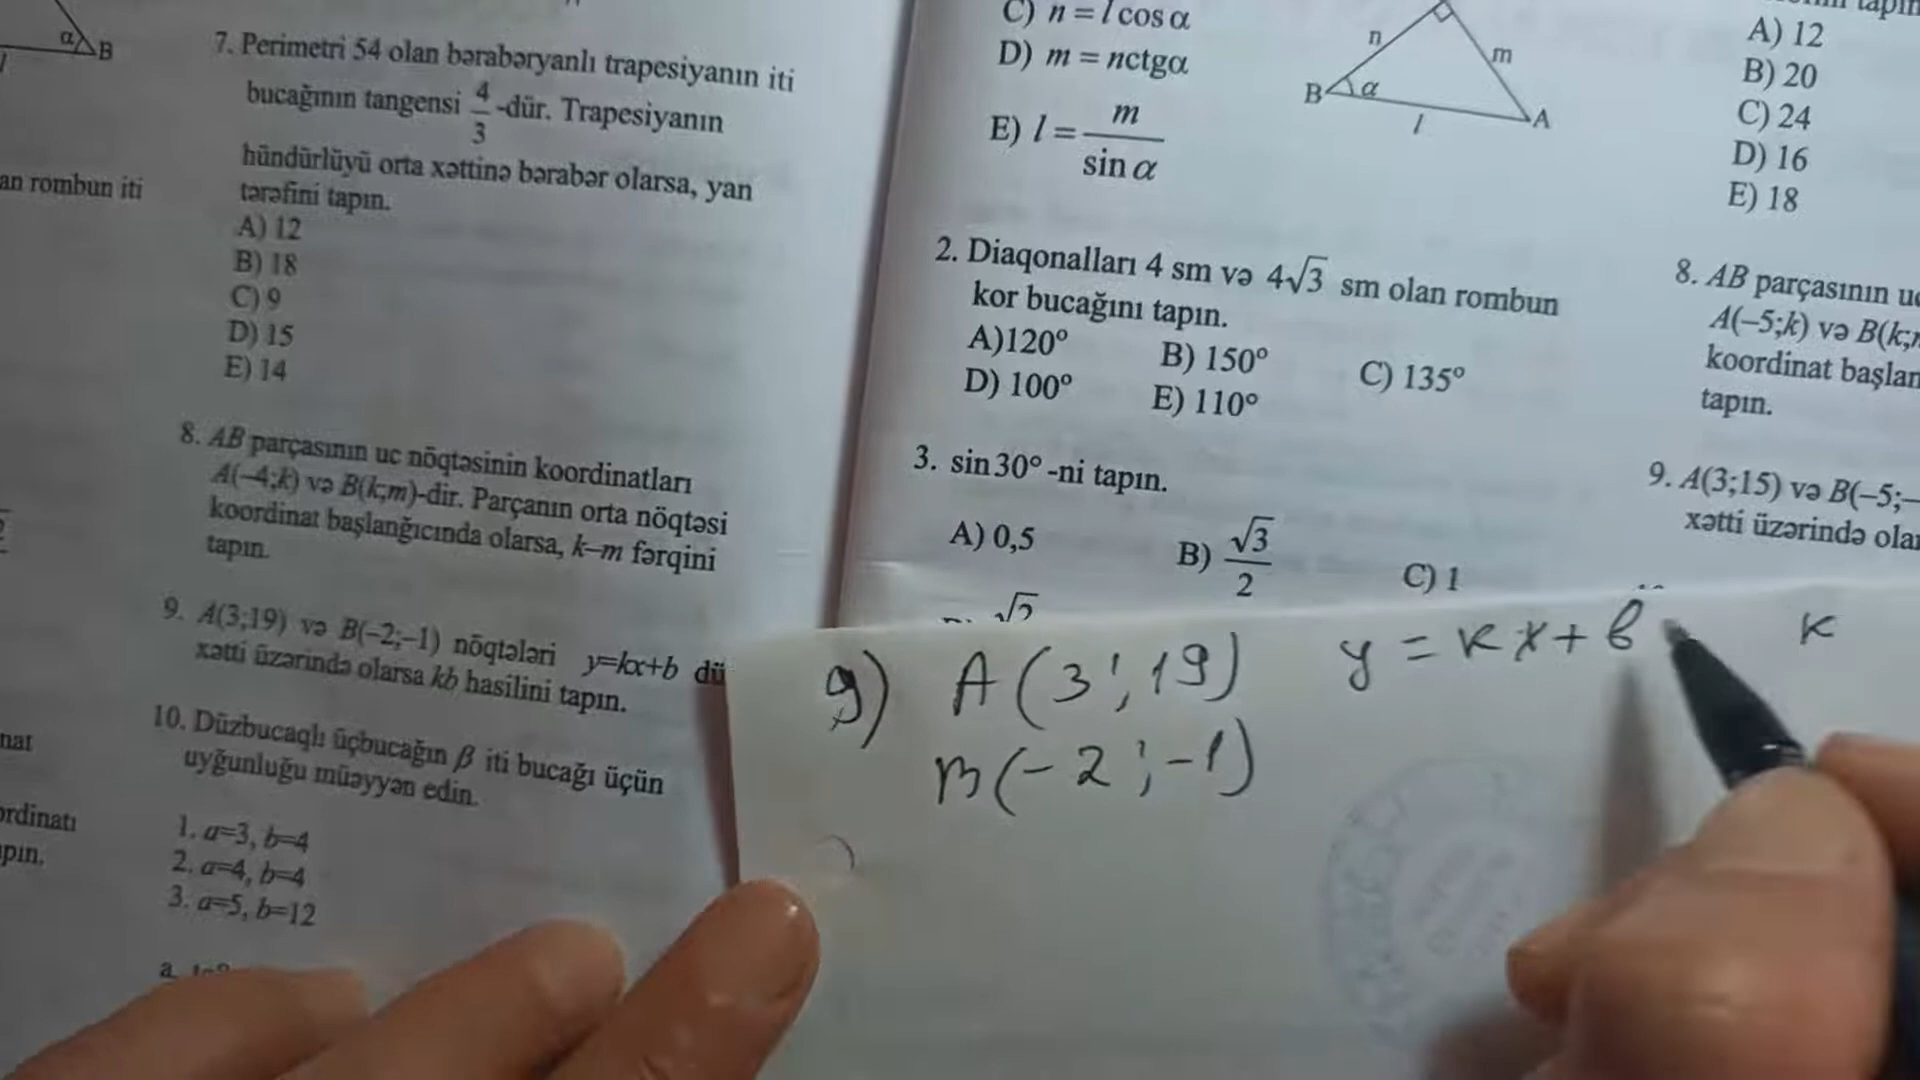 α B
l
an rombun iti
nat
ordinatı
pın.
7. Perimetri 54 olan bərabəryanlı trapesiyanın iti
bucağının tangensi 4/3 -dür. Trapesiyanın
hündürlüyü orta xəttinə bərabər olarsa, yan
tərəfini tapın.
A) 12
B) 18
C) 9
D) 15
E) 14
8. AB parçasının uc nöqtəsinin koordinatları
A(–4;k) və B(k;m)-dir. Parçanın orta nöqtəsi
koordinat başlanğıcında olarsa, k–m fərqini
tapın.
9. A(3;19) və B(–2;–1) nöqtələri y=kx+b dü
xətti üzərində olarsa kb hasilini tapın.
10. Düzbucaqlı üçbucağın β iti bucağı üçün
uyğunluğu müəyyən edin.
1. a=3, b=4
2. a=4, b=4
3. a=5, b=12
a.
C) n = l cos α
D) m = nctgα
E) l = m/sin α
n
m
B α
l
A
2. Diaqonalları 4 sm və 4√3 sm olan rombun
kor bucağını tapın.
A)120° B) 150° C) 135°
D) 100° E) 110°
3. sin30° -ni tapın.
A) 0,5 B) √3/2 C) 1
A) 12
B) 20
C) 24
D) 16
E) 18
8. AB parçasının uc
A(–5;k) və B(k;
koordinat başlan
tapın.
9. A(3;15) və B(–5;–
xətti üzərində olar
9) A(3;19) y = kx+b k
B(-2;-1)